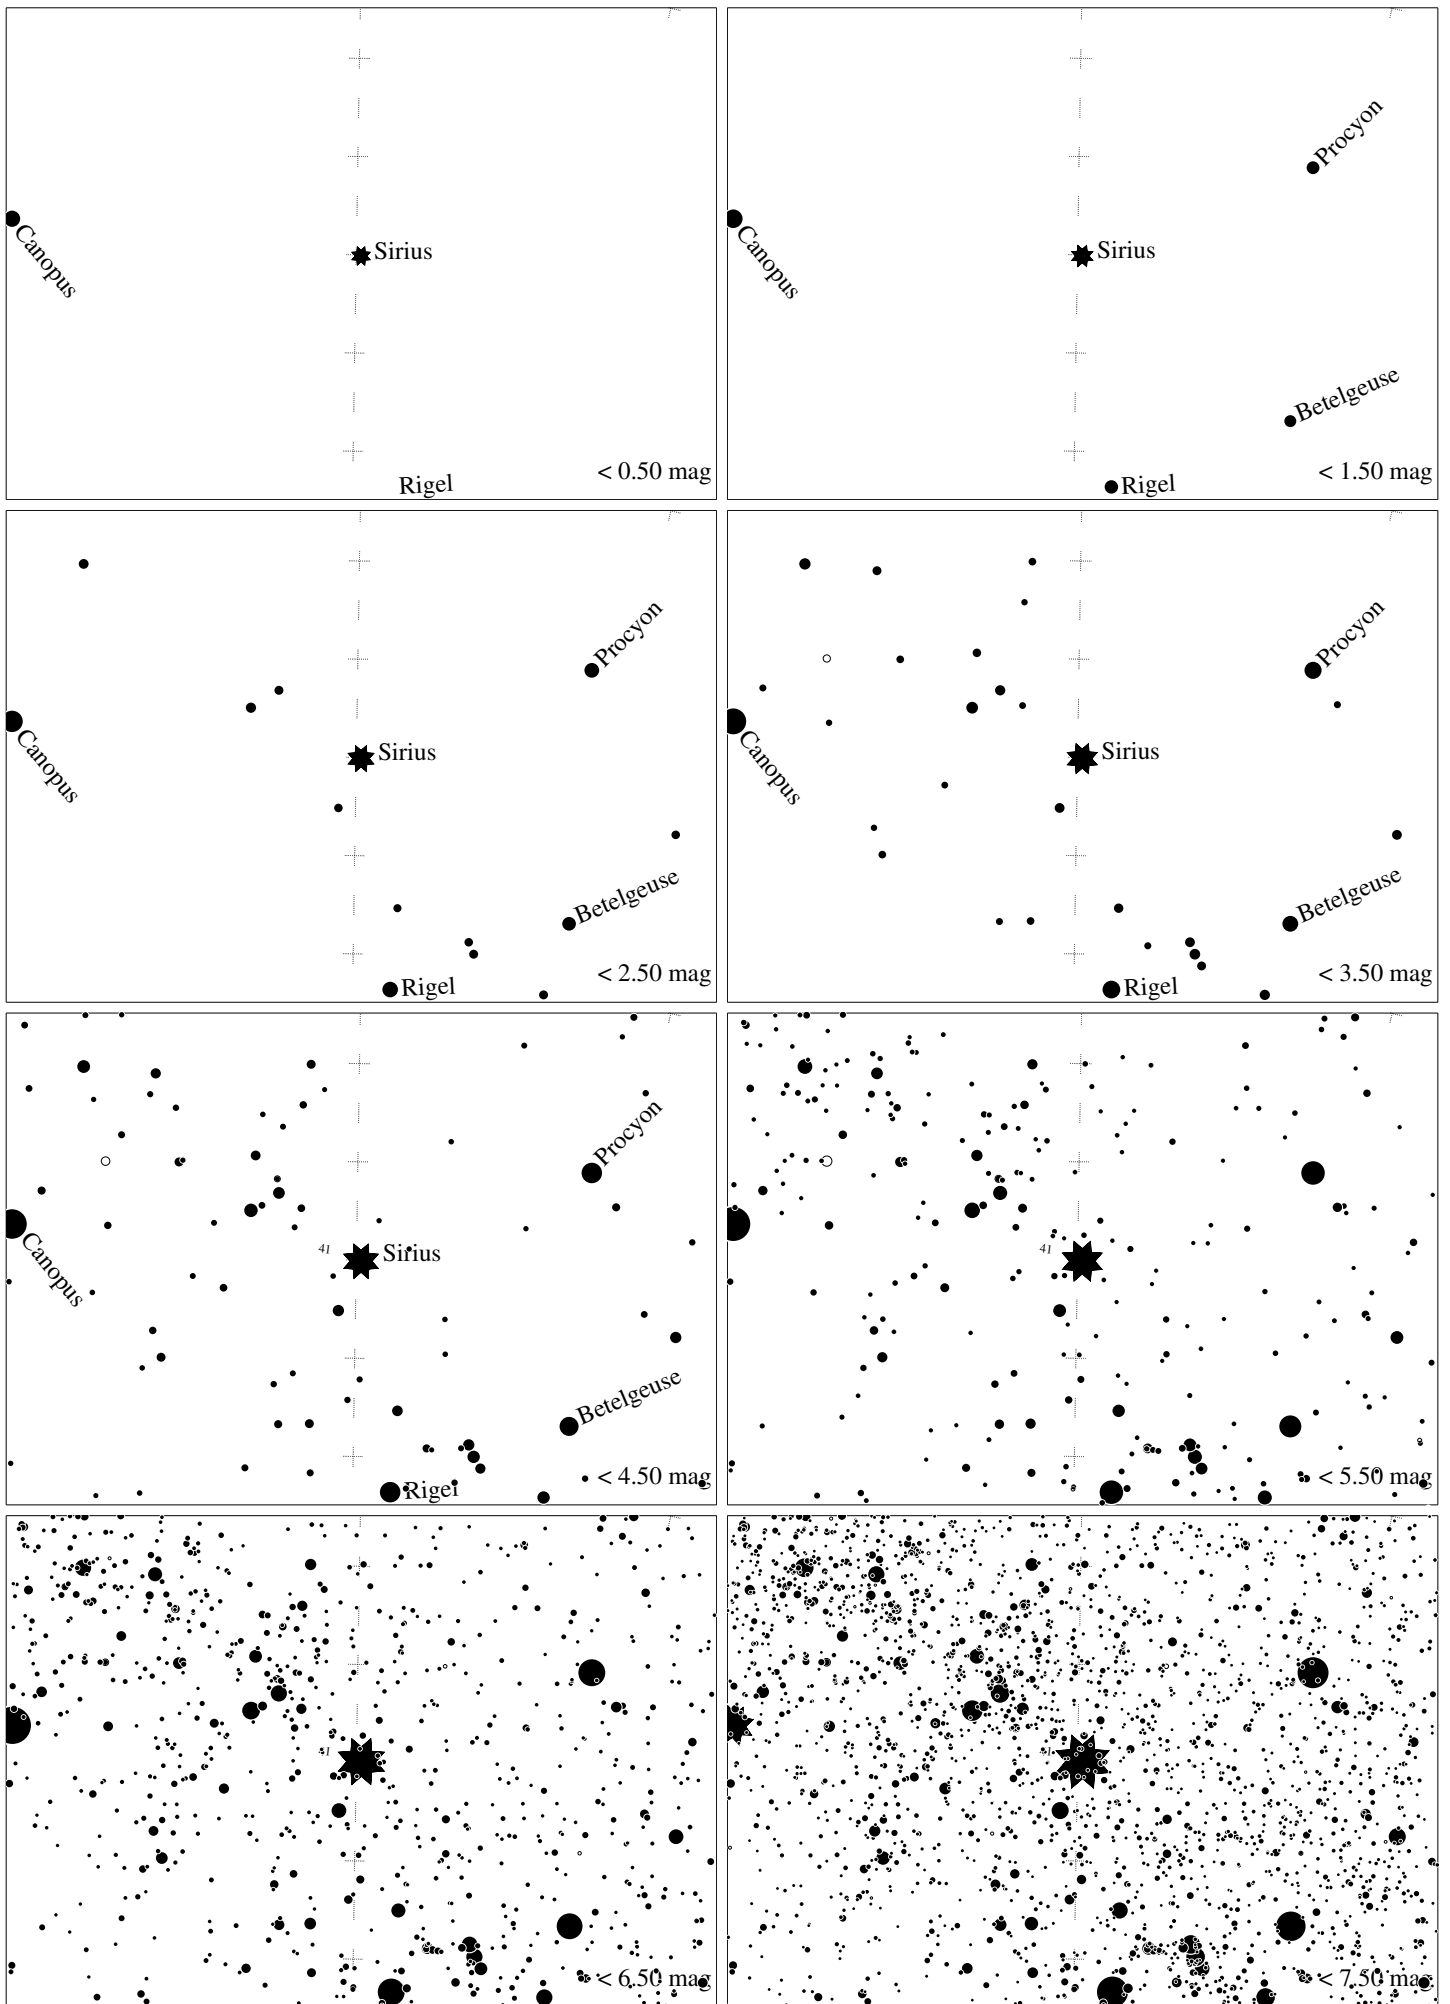 Canopus
Sirius
Rigel
< 0.50 mag
Procyon
Canopus
Sirius
Betelgeuse
Rigel
< 1.50 mag
Procyon
Canopus
Sirius
Betelgeuse
Rigel
< 2.50 mag
Procyon
Canopus
Sirius
Betelgeuse
Rigel
< 3.50 mag
Procyon
Canopus
41
Sirius
Betelgeuse
Rigel
< 4.50 mag
41
< 5.50 mag
41
< 6.50 mag
41
< 7.50 mag